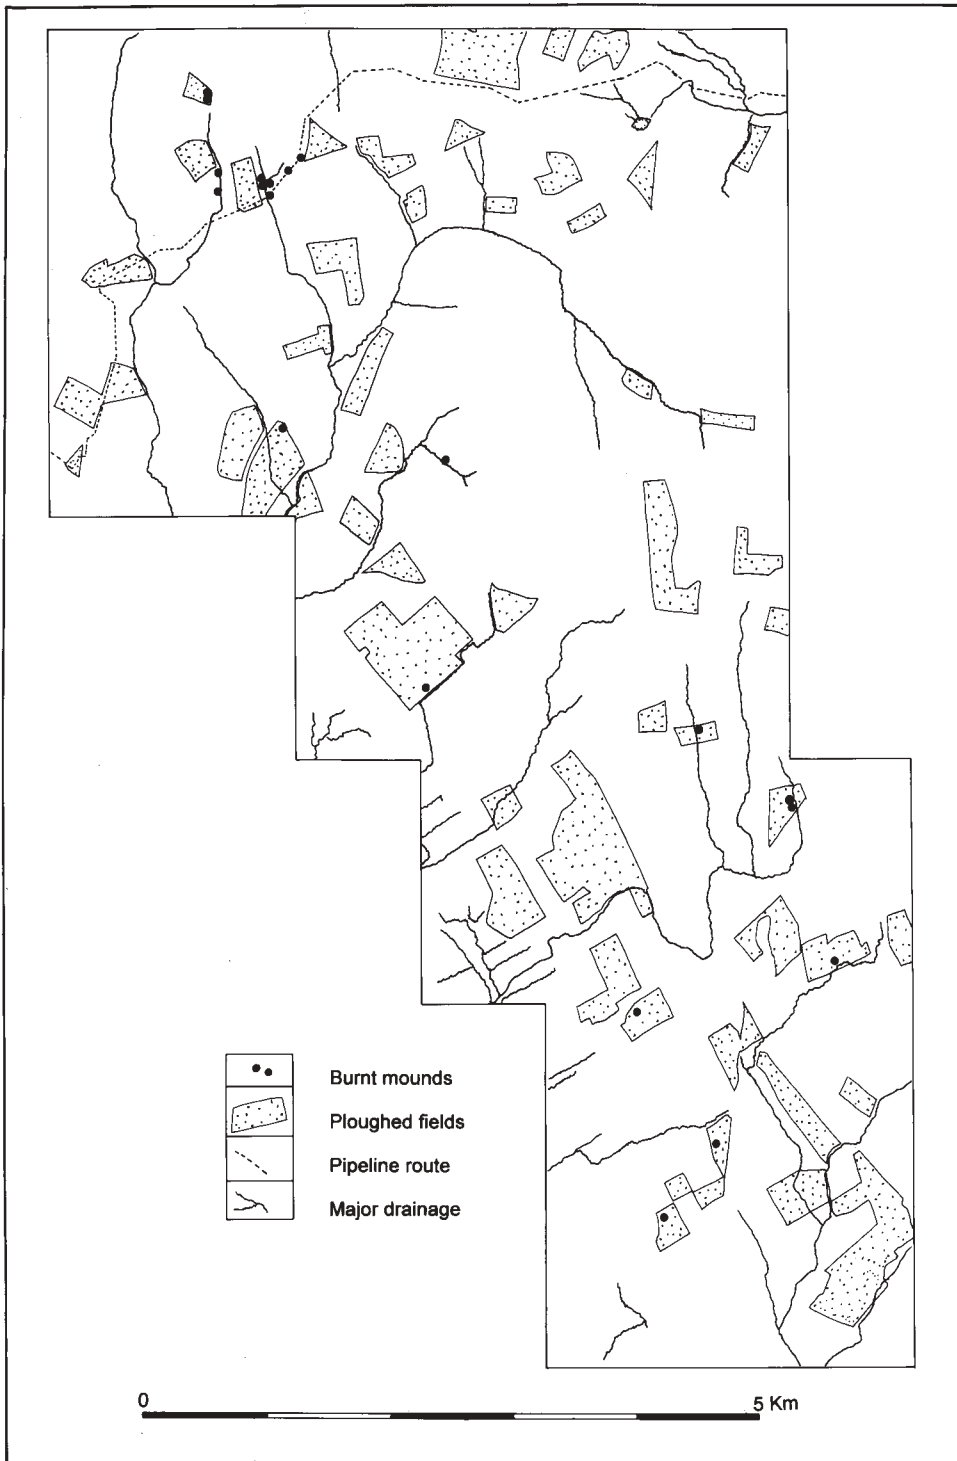 Burnt mounds
Ploughed fields
Pipeline route
Major drainage
0 5 Km